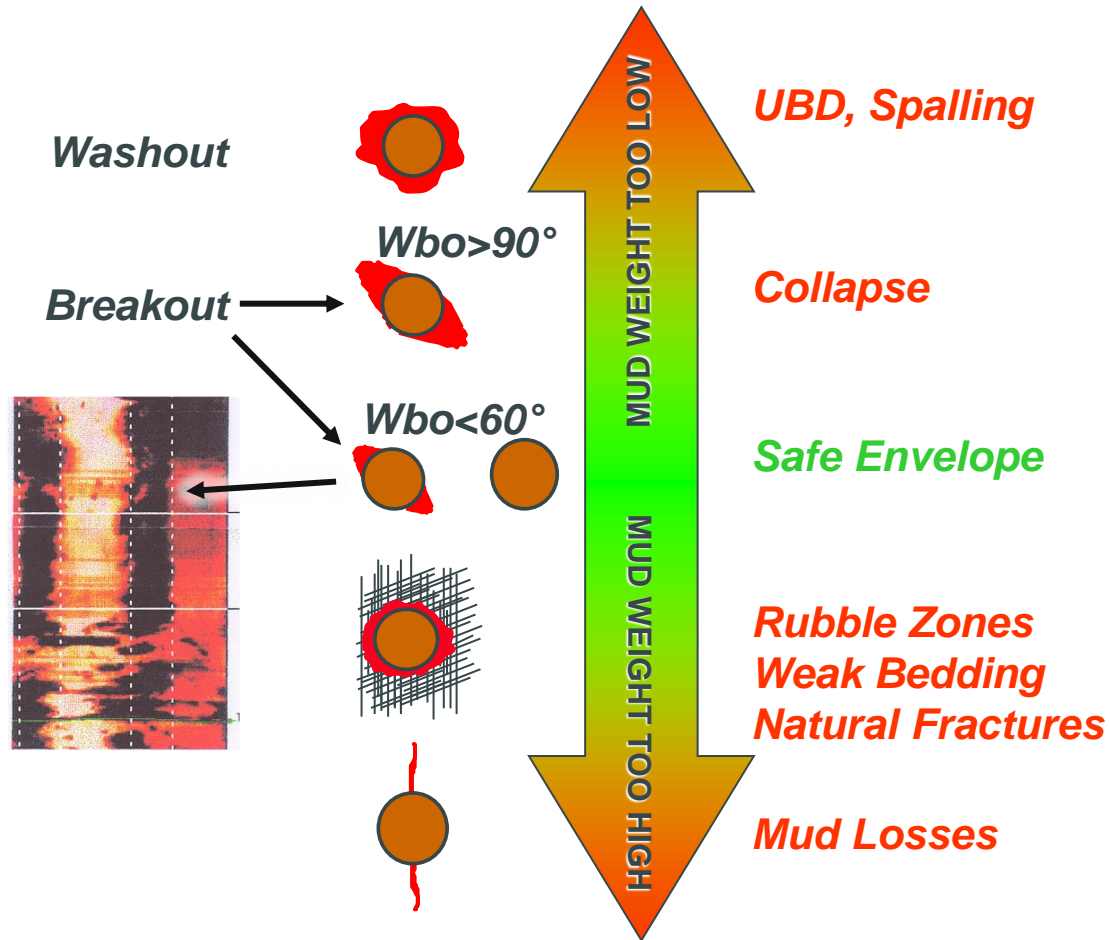 UBD, Spalling
Washout
Wbo>90°
Breakout
Collapse
MUD WEIGHT TOO LOW
Wbo<60°
Safe Envelope
MUD WEIGHT TOO HIGH
Rubble Zones
Weak Bedding
Natural Fractures
Mud Losses